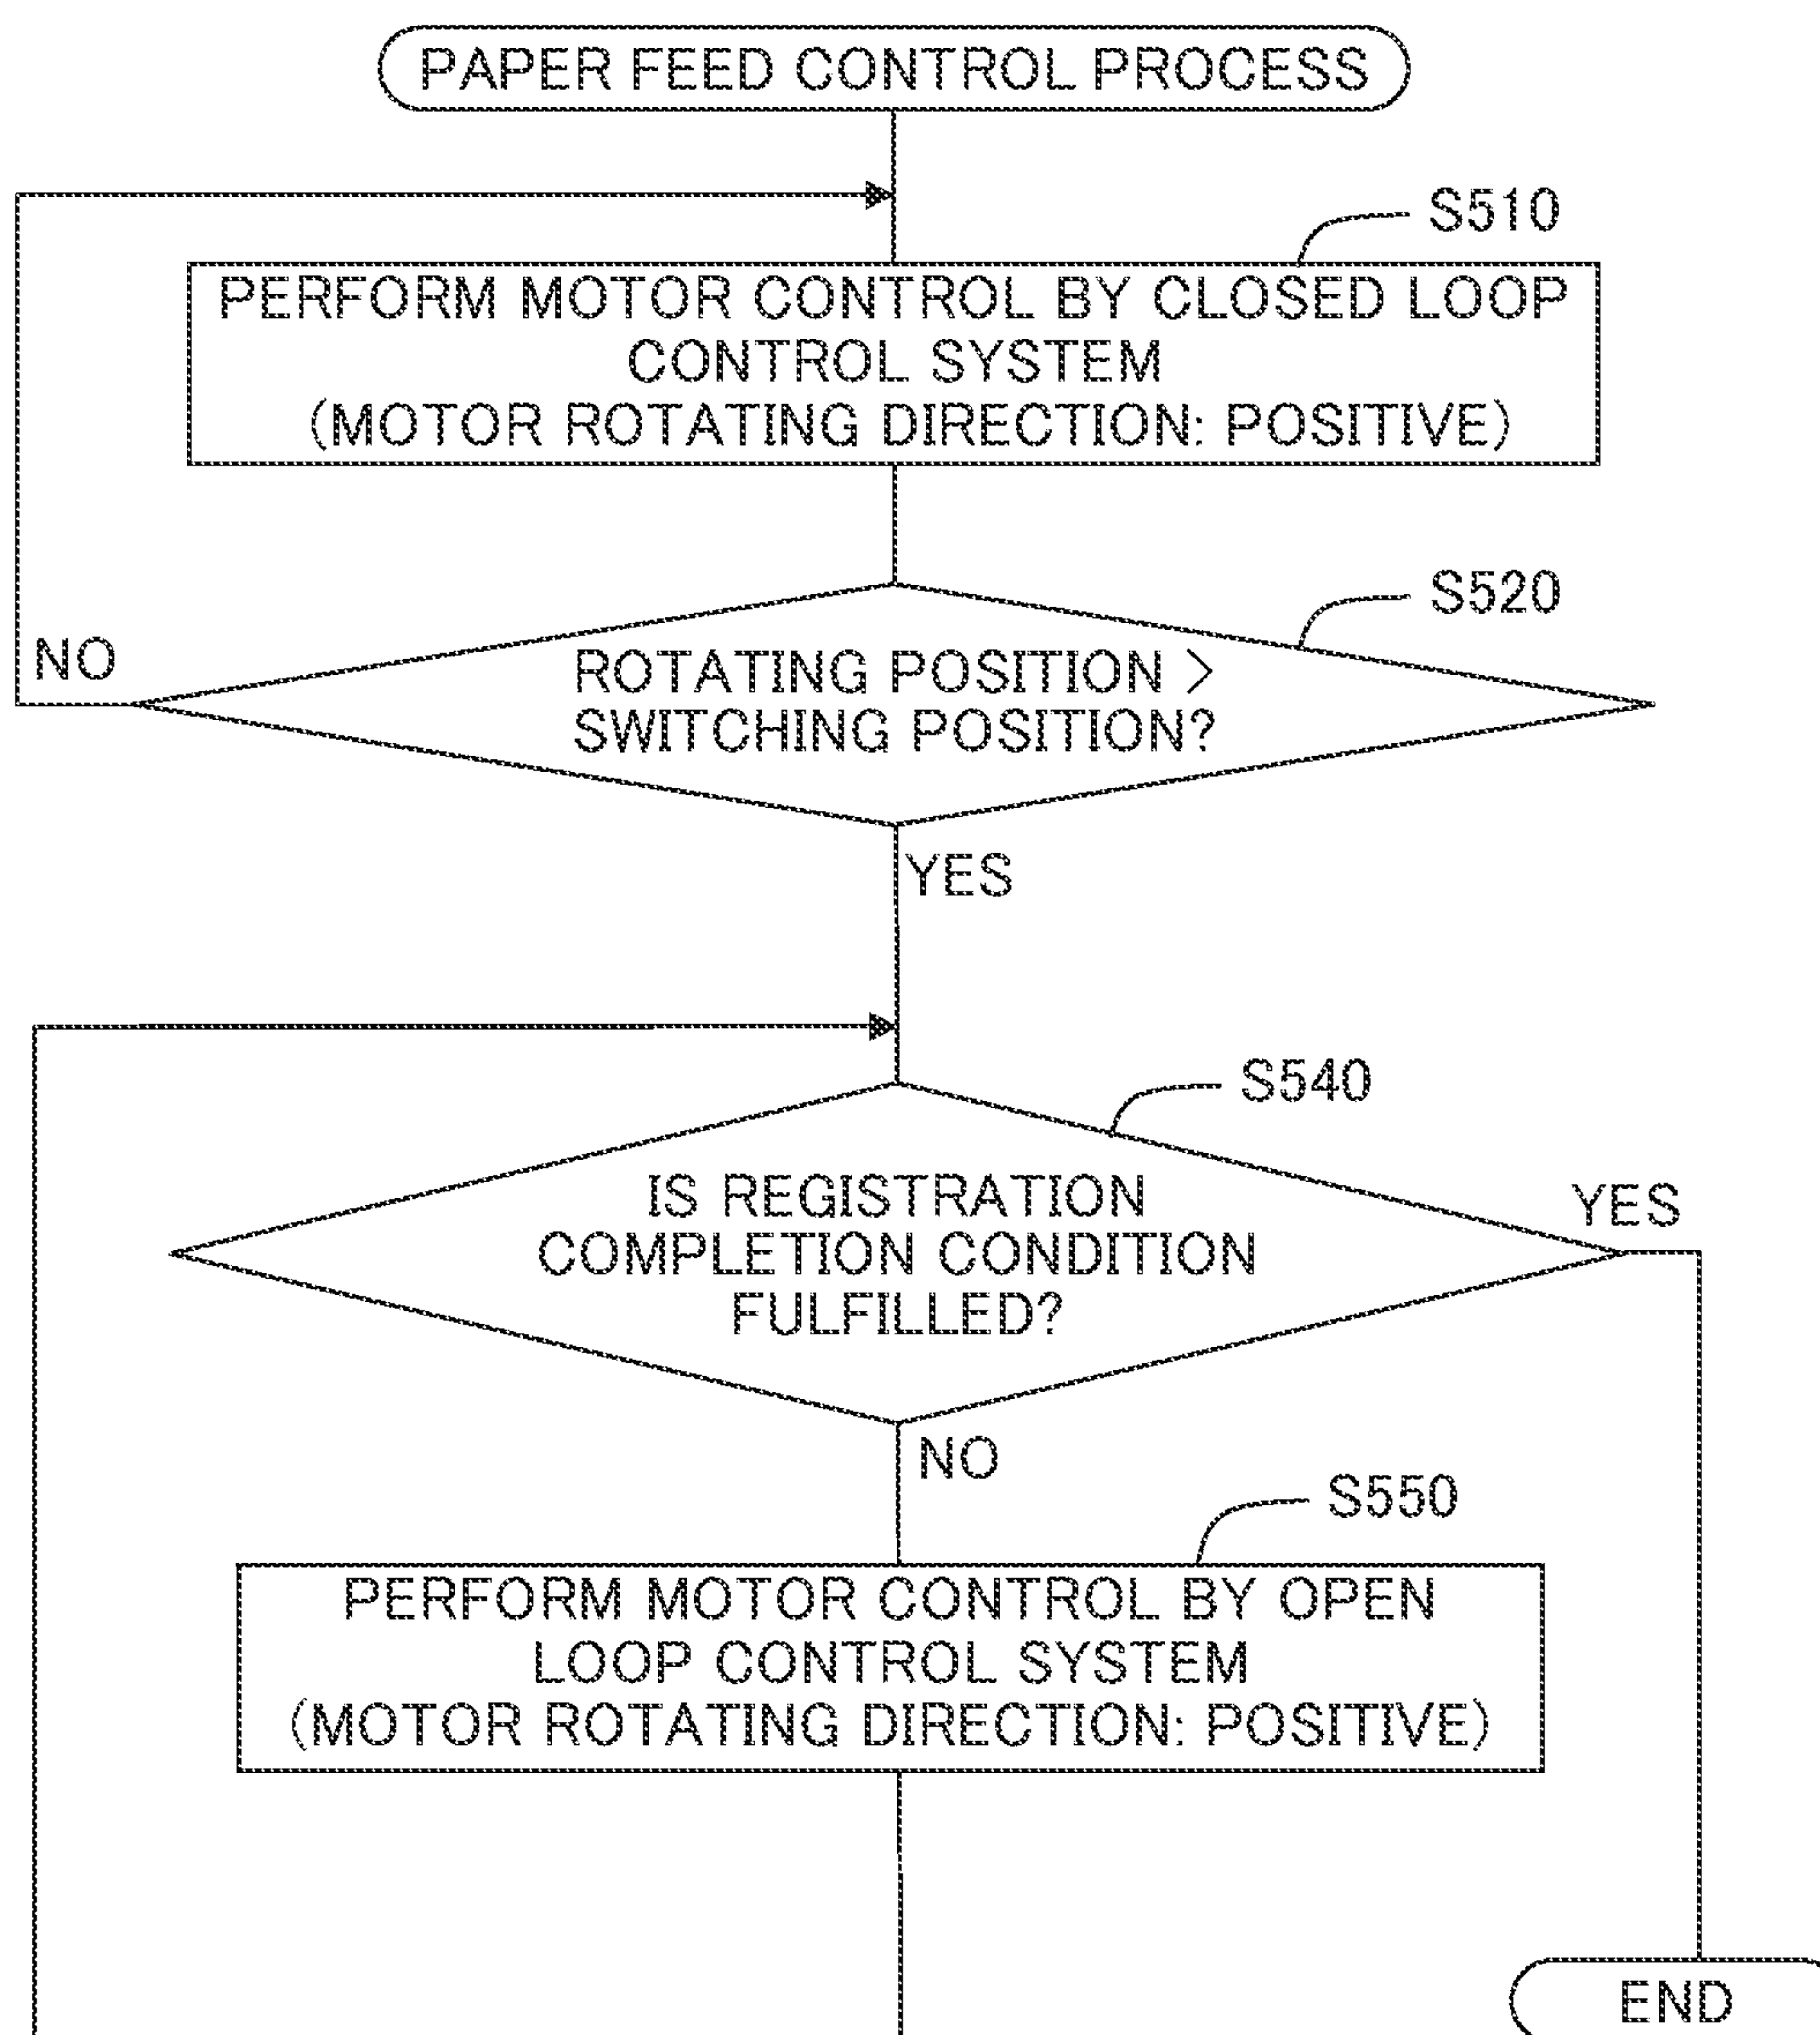 PAPER FEED CONTROL PROCESS
S510
PERFORM MOTOR CONTROL BY CLOSED LOOP
CONTROL SYSTEM
(MOTOR ROTATING DIRECTION: POSITIVE)
S520
NO
ROTATING POSITION >
SWITCHING POSITION?
YES
S540
IS REGISTRATION
COMPLETION CONDITION
FULFILLED?
YES
NO
S550
PERFORM MOTOR CONTROL BY OPEN
LOOP CONTROL SYSTEM
(MOTOR ROTATING DIRECTION: POSITIVE)
END